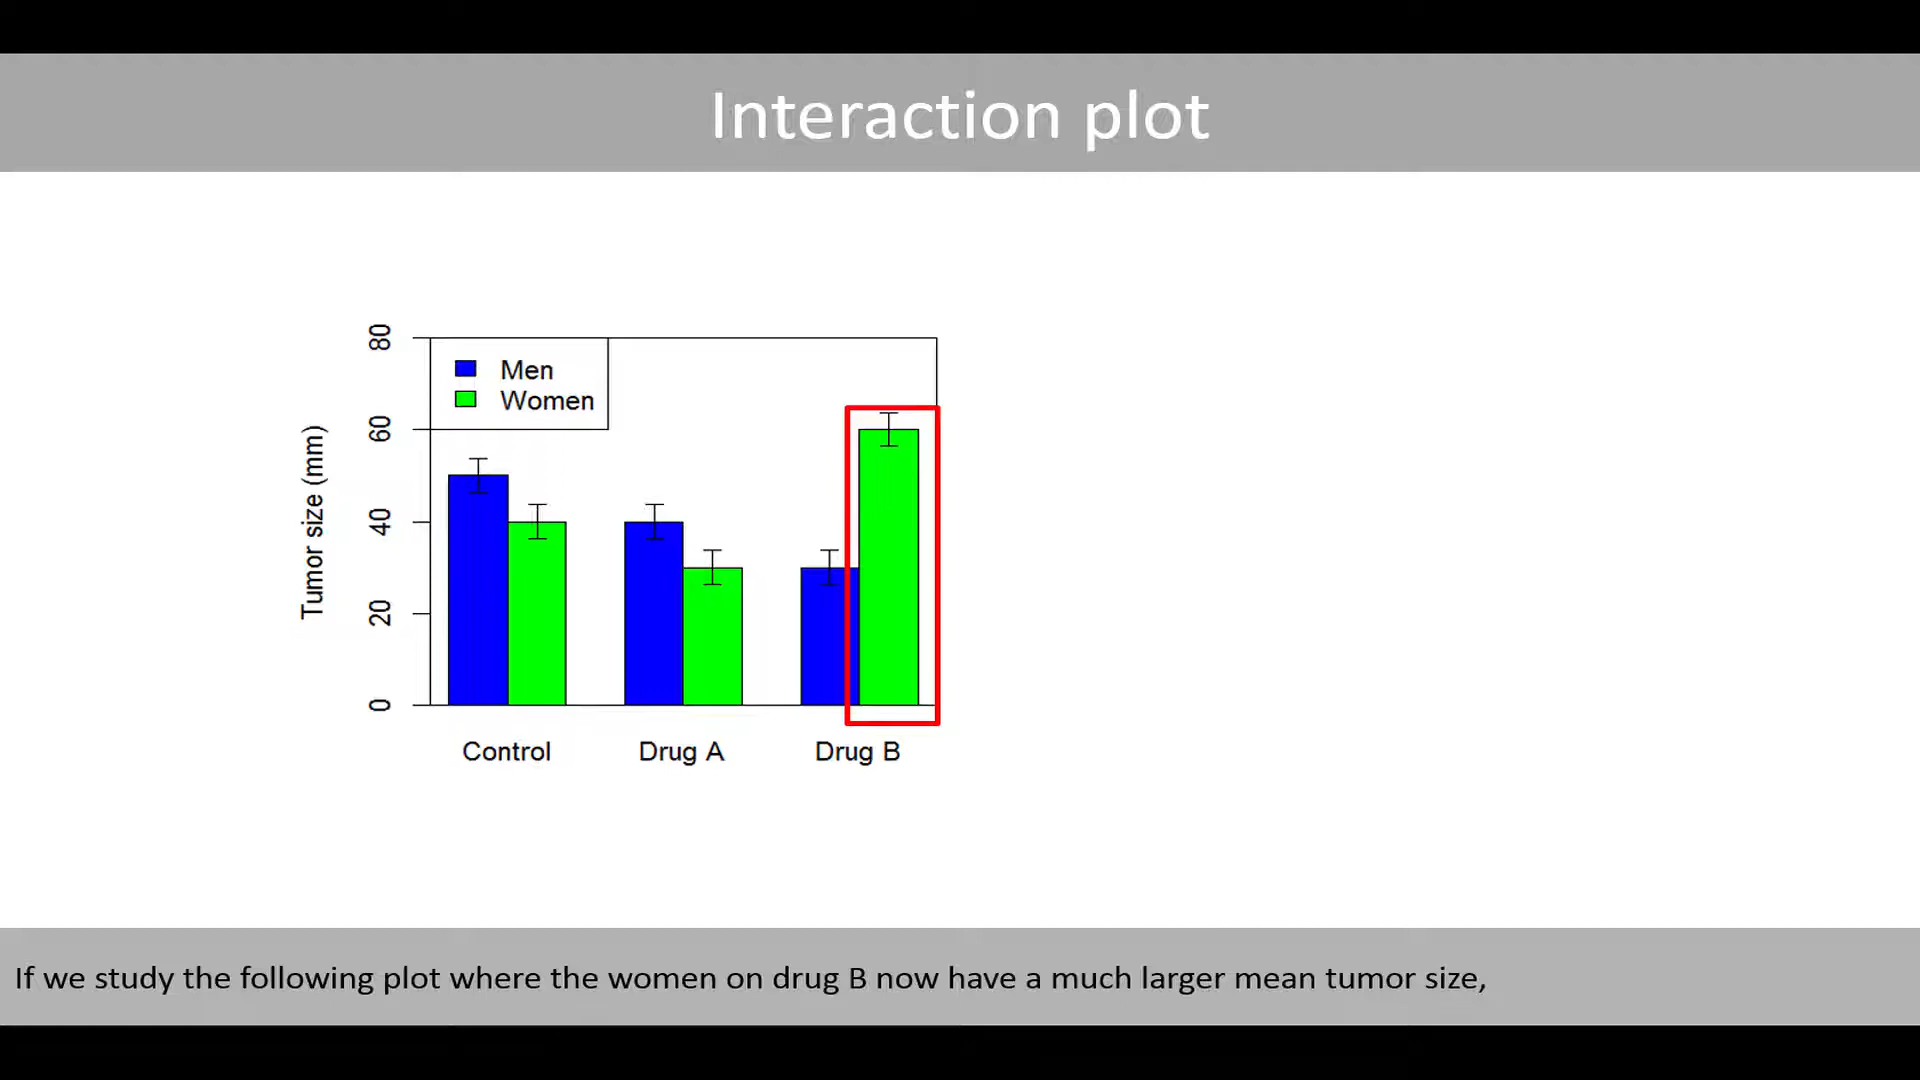 Interaction plot
80
60
40
20
0
Tumor size (mm)
Men
Women
Control
Drug A
Drug B
If we study the following plot where the women on drug B now have a much larger mean tumor size,